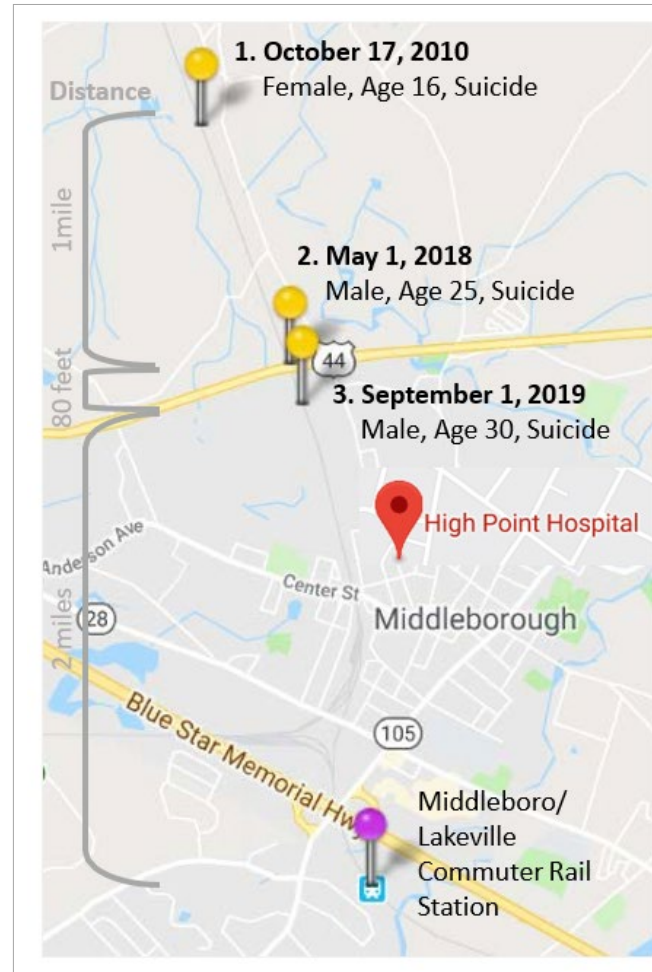 1. October 17, 2010
Female, Age 16, Suicide
Distance
1mile
2. May 1, 2018
Male, Age 25, Suicide
44
80 feet
3. September 1, 2019
Male, Age 30, Suicide
High Point Hospital
Anderson Ave
Center St
Middleborough
28
2 miles
Blue Star Memorial Hwy
105
Middleboro/
Lakeville
Commuter Rail
Station